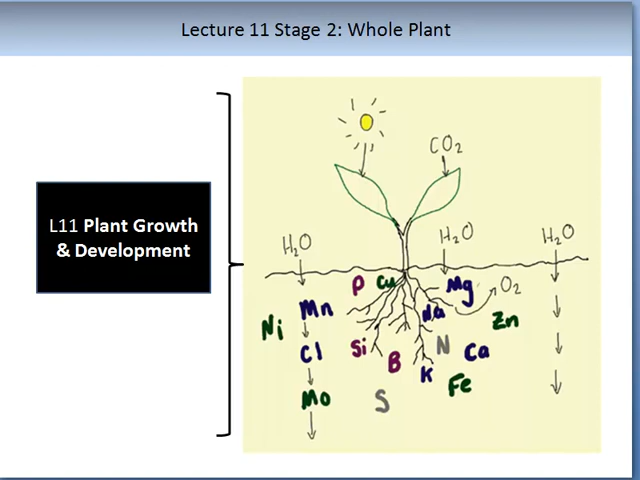 Lecture 11 Stage 2: Whole Plant
CO2
L11 Plant Growth
& Development
H2O
H2O
H2O
P
Cu
Mg
O2
Mn
Na
Zn
Ni
Cl
Si
B
N
Ca
K
Fe
Mo
S